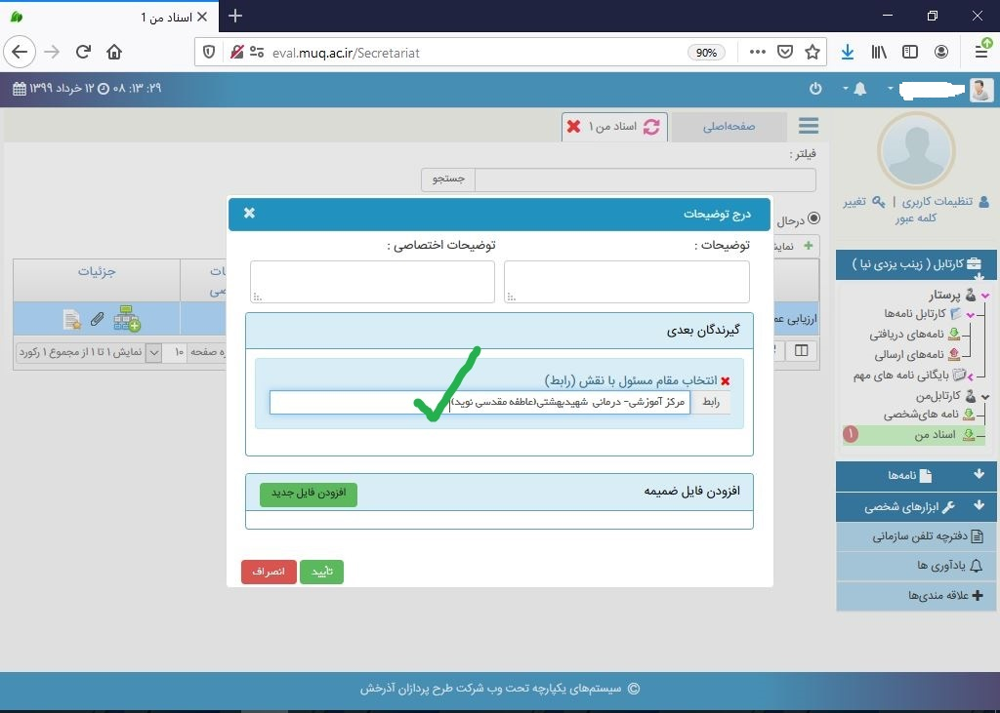 اسناد من 1
eval.muq.ac.ir/Secretariat
90%
۱۲ خرداد ۱۳۹۹ ۰۸ :۱۳ :۲۹
صفحه‌اصلی
اسناد من ۱
فیلتر :
جستجو
درحال
نمایش
جزئیات
ارزیابی عم
ه صفحه ۱۰ نمایش ۱ تا ۱ از مجموع ۱ رکورد
درج توضیحات
توضیحات :
توضیحات اختصاصی :
گیرندگان بعدی
انتخاب مقام مسئول با نقش (رابط)
رابط
مرکز آموزشی- درمانی شهیدبهشتی(عاطفه مقدسی نوید)
افزودن فایل ضمیمه
افزودن فایل جدید
تأیید
انصراف
تنظیمات کاربری | تغییر
کلمه عبور
کارتابل ( زینب یزدی نیا )
پرستار
کارتابل نامه‌ها
نامه‌های دریافتی
نامه‌های ارسالی
بایگانی نامه های مهم
کارتابل‌من
نامه های‌شخصی
اسناد من
۱
نامه‌ها
ابزارهای شخصی
دفترچه تلفن سازمانی
یادآوری ها
علاقه مندی‌ها
© سیستم‌های یکپارچه تحت وب شرکت طرح پردازان آذرخش